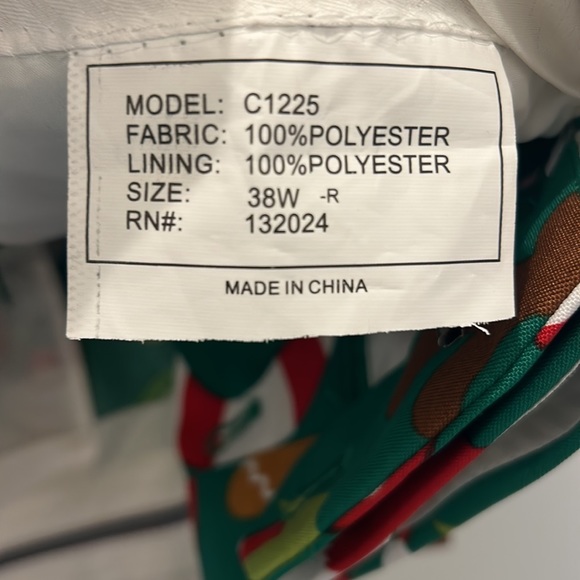 MODEL: C1225
FABRIC: 100%POLYESTER
LINING: 100%POLYESTER
SIZE: 38W -R
RN#: 132024
MADE IN CHINA